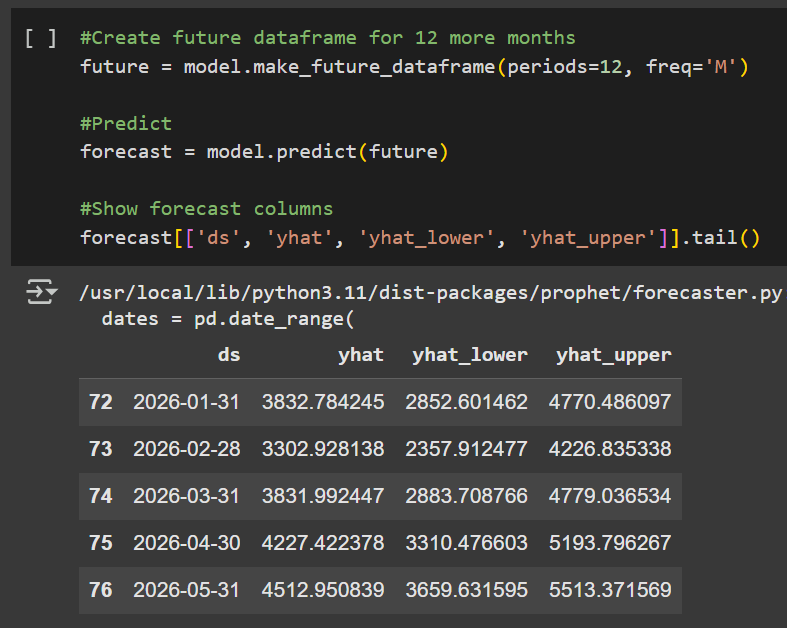 [ ] #Create future dataframe for 12 more months
future = model.make_future_dataframe(periods=12, freq='M')
#Predict
forecast = model.predict(future)
#Show forecast columns
forecast[['ds', 'yhat', 'yhat_lower', 'yhat_upper']].tail()
/usr/local/lib/python3.11/dist-packages/prophet/forecaster.py
dates = pd.date_range(
ds yhat yhat_lower yhat_upper
72 2026-01-31 3832.784245 2852.601462 4770.486097
73 2026-02-28 3302.928138 2357.912477 4226.835338
74 2026-03-31 3831.992447 2883.708766 4779.036534
75 2026-04-30 4227.422378 3310.476603 5193.796267
76 2026-05-31 4512.950839 3659.631595 5513.371569